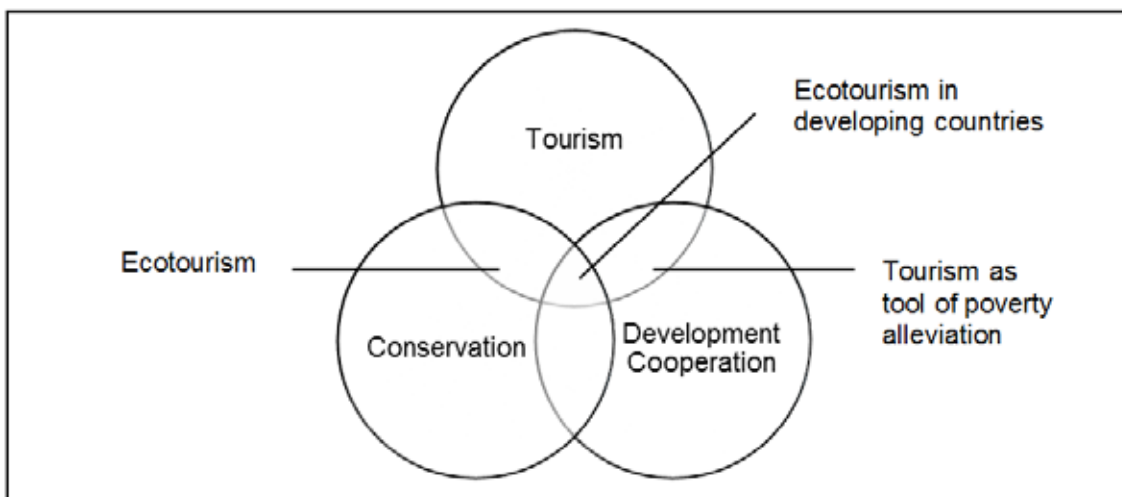 Ecotourism in
developing countries
Tourism
Ecotourism
Tourism as
tool of poverty
alleviation
Conservation
Development
Cooperation